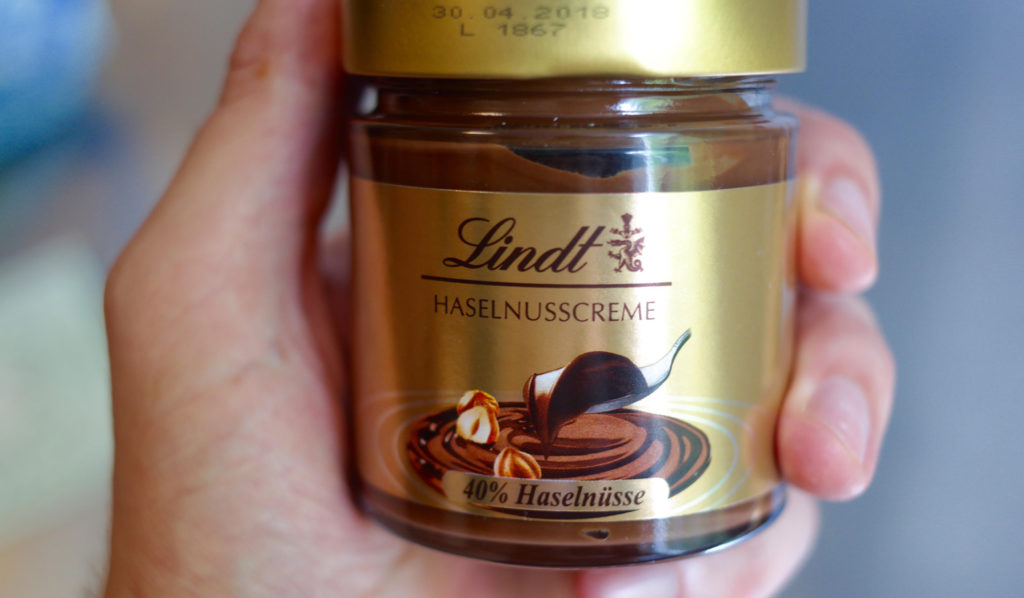 30.04.2018
L 1867
Lindt
HASELNUSSCREME
40% Haselnüsse